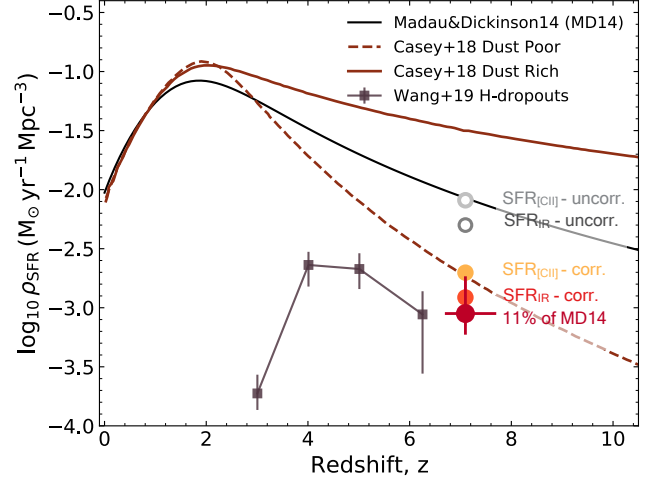 Madau&Dickinson14 (MD14)
Casey+18 Dust Poor
Casey+18 Dust Rich
Wang+19 H-dropouts
log₁₀ ρSFR (M⊙ yr⁻¹ Mpc⁻³)
−0.5
−1.0
−1.5
−2.0
−2.5
−3.0
−3.5
−4.0
SFR[CII] - uncorr.
SFRIR - uncorr.
SFR[CII] - corr.
SFRIR - corr.
11% of MD14
0 2 4 6 8 10
Redshift, z